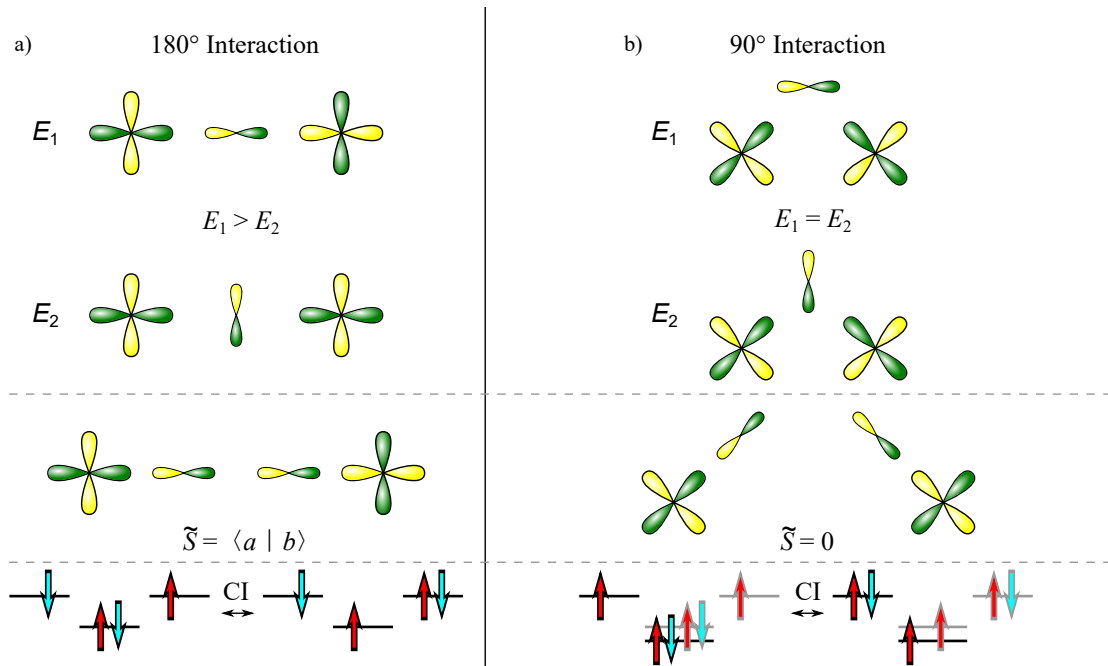 a) 180° Interaction
E₁
E₁ > E₂
E₂
S̃ = ⟨a | b⟩
CI
b) 90° Interaction
E₁
E₁ = E₂
E₂
S̃ = 0
CI